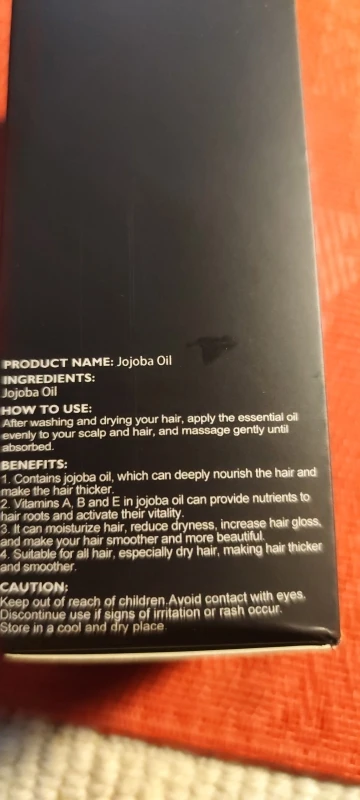 PRODUCT NAME: Jojoba Oil
INGREDIENTS:
Jojoba Oil
HOW TO USE:
After washing and drying your hair, apply the essential oil
evenly to your scalp and hair, and massage gently until
absorbed.
BENEFITS:
1. Contains jojoba oil, which can deeply nourish the hair and
make the hair thicker.
2. Vitamins A, B and E in jojoba oil can provide nutrients to
hair roots and activate their vitality.
3. It can moisturize hair, reduce dryness, increase hair gloss,
and make your hair smoother and more beautiful.
4. Suitable for all hair, especially dry hair, making hair thicker
and smoother.
CAUTION:
Keep out of reach of children.Avoid contact with eyes.
Discontinue use if signs of irritation or rash occur.
Store in a cool and dry place.